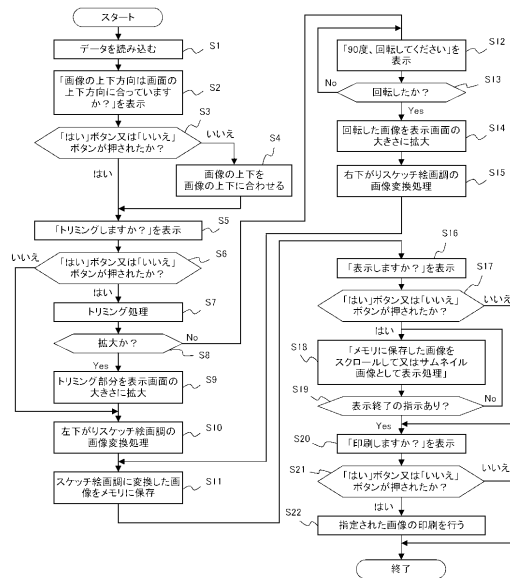 スタート
データを読み込む
S1
「画像の上下方向は画面の
上下方向に合っています
か？」を表示
S2
S3
「はい」ボタン又は「いいえ」
ボタンが押されたか？
いいえ
はい
S4
画像の上下を
画像の上下に合わせる
「トリミングしますか？」を表示
S5
S6
いいえ
「はい」ボタン又は「いいえ」
ボタンが押されたか？
はい
S7
トリミング処理
拡大か？
No
S8
Yes
トリミング部分を表示画面の
大きさに拡大
S9
左下がりスケッチ絵画調の
画像変換処理
S10
スケッチ絵画調に変換した画
像をメモリに保存
S11
S12
「90度、回転してください」を
表示
No
S13
回転したか？
Yes
S14
回転した画像を表示画面の
大きさに拡大
S15
右下がりスケッチ絵画調の
画像変換処理
S16
「表示しますか？」を表示
S17
「はい」ボタン又は「いいえ」
ボタンが押されたか？
いいえ
はい
S18
「メモリに保存した画像を
スクロールして又はサムネイル
画像として表示処理」
S19
表示終了の指示あり？
No
Yes
S20
「印刷しますか？」を表示
S21
「はい」ボタン又は「いいえ」
ボタンが押されたか？
いいえ
はい
S22
指定された画像の印刷を行う
終了